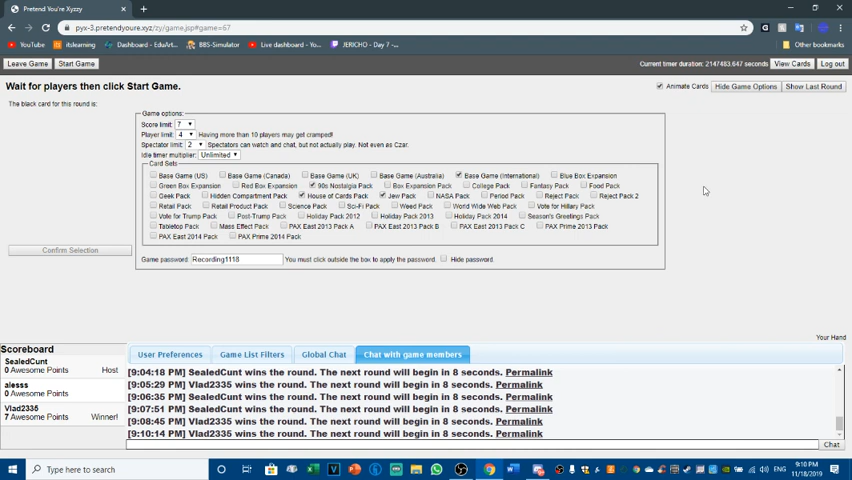 Pretend You're Xyzzy
pyx-3.pretendyoure.xyz/zy/game.jsp#game=67
YouTube itslearning Dashboard - EduArt... BBS-Simulator Live dashboard - Yo... JERICHO - Day 7 -... Other bookmarks
Leave Game Start Game Current timer duration: 2147483.647 seconds View Cards Log out
Wait for players then click Start Game. Animate Cards Hide Game Options Show Last Round
The black card for this round is:
Game options:
Score limit: 7
Player limit: 4 Having more than 10 players may get cramped!
Spectator limit: 2 Spectators can watch and chat, but not actually play. Not even as Czar.
Idle timer multiplier: Unlimited
Card Sets
Base Game (US) Base Game (Canada) Base Game (UK) Base Game (Australia) Base Game (International) Blue Box Expansion
Green Box Expansion Red Box Expansion 90s Nostalgia Pack Box Expansion Pack College Pack Fantasy Pack Food Pack
Geek Pack Hidden Compartment Pack House of Cards Pack Jew Pack NASA Pack Period Pack Reject Pack Reject Pack 2
Retail Pack Retail Product Pack Science Pack Sci-Fi Pack Weed Pack World Wide Web Pack Vote for Hillary Pack
Vote for Trump Pack Post-Trump Pack Holiday Pack 2012 Holiday Pack 2013 Holiday Pack 2014 Season's Greetings Pack
Tabletop Pack Mass Effect Pack PAX East 2013 Pack A PAX East 2013 Pack B PAX East 2013 Pack C PAX Prime 2013 Pack
PAX East 2014 Pack PAX Prime 2014 Pack
Confirm Selection
Game password Recording1118 You must click outside the box to apply the password. Hide password.
Your Hand
Scoreboard
SealedCunt
0 Awesome Points Host
alesss
0 Awesome Points
Vlad2335
7 Awesome Points Winner!
User Preferences Game List Filters Global Chat Chat with game members
[9:04:18 PM] SealedCunt wins the round. The next round will begin in 8 seconds. Permalink
[9:05:29 PM] Vlad2335 wins the round. The next round will begin in 8 seconds. Permalink
[9:06:35 PM] SealedCunt wins the round. The next round will begin in 8 seconds. Permalink
[9:07:51 PM] SealedCunt wins the round. The next round will begin in 8 seconds. Permalink
[9:08:45 PM] Vlad2335 wins the round. The next round will begin in 8 seconds. Permalink
[9:10:14 PM] Vlad2335 wins the round. The next round will begin in 8 seconds. Permalink
Chat
Type here to search
ENG
9:10 PM
11/18/2019